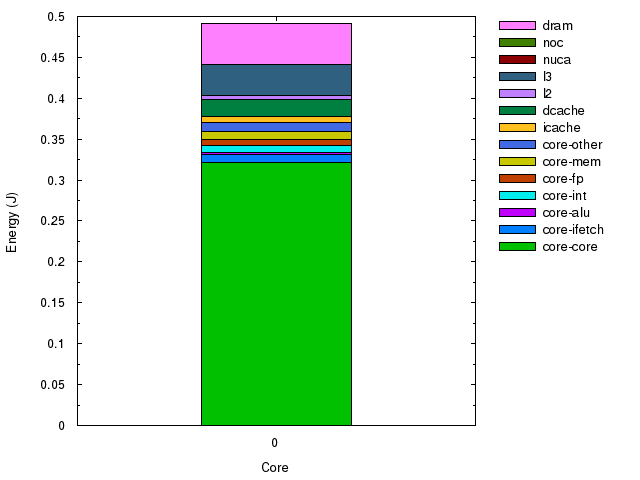 0.5
0.45
0.4
0.35
0.3
0.25
0.2
0.15
0.1
0.05
0
Energy (J)
0
Core
dram
noc
nuca
l3
l2
dcache
icache
core-other
core-mem
core-fp
core-int
core-alu
core-ifetch
core-core